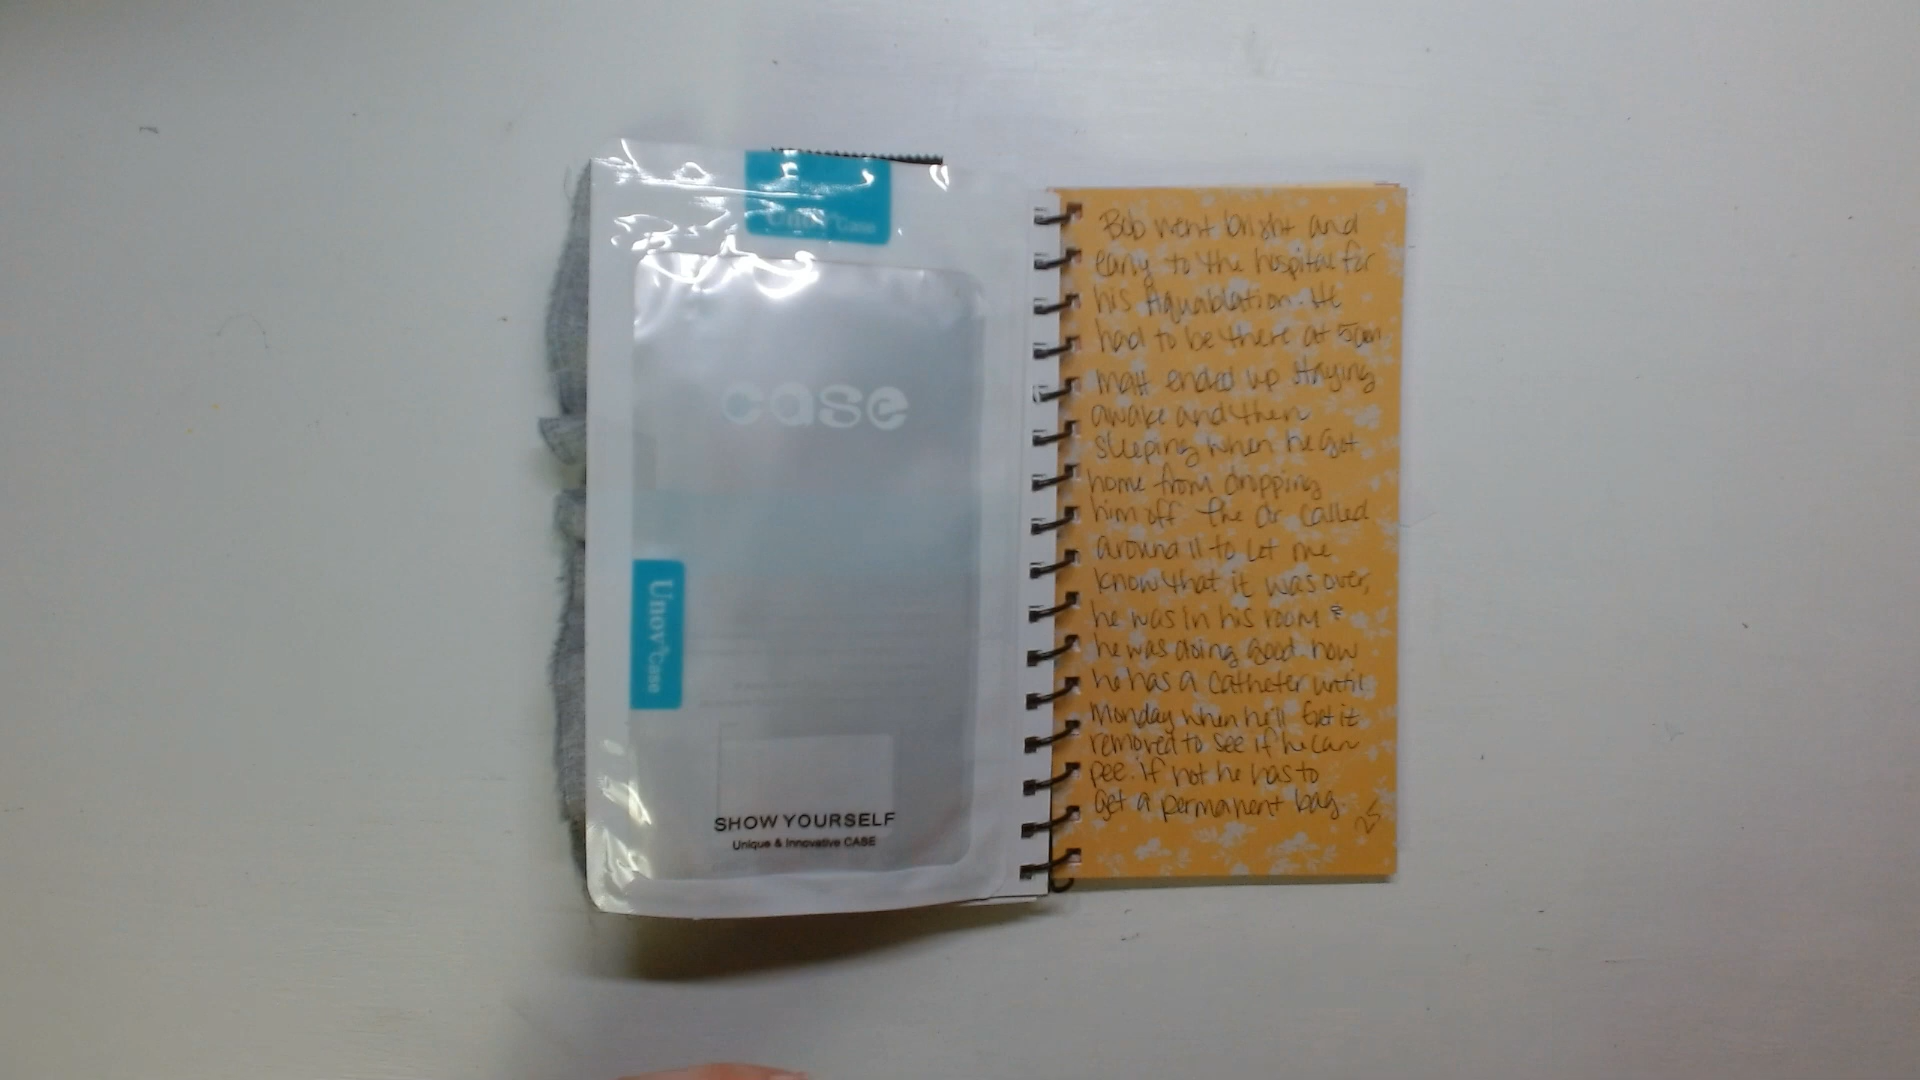 Unov Case
case
Unov Case
SHOW YOURSELF
Unique & Innovative CASE
Bob went bright and
early to the hospital for
his Aquablation. He
had to be there at 5am
Matt ended up staying
awake and then
sleeping when he got
home from dropping
him off the dr called
around 11 to let me
know that it was over,
he was in his room &
he was doing good now
he has a catheter until
Monday when he'll get it
removed to see if he can
pee. if not he has to
get a permanent bag.
25